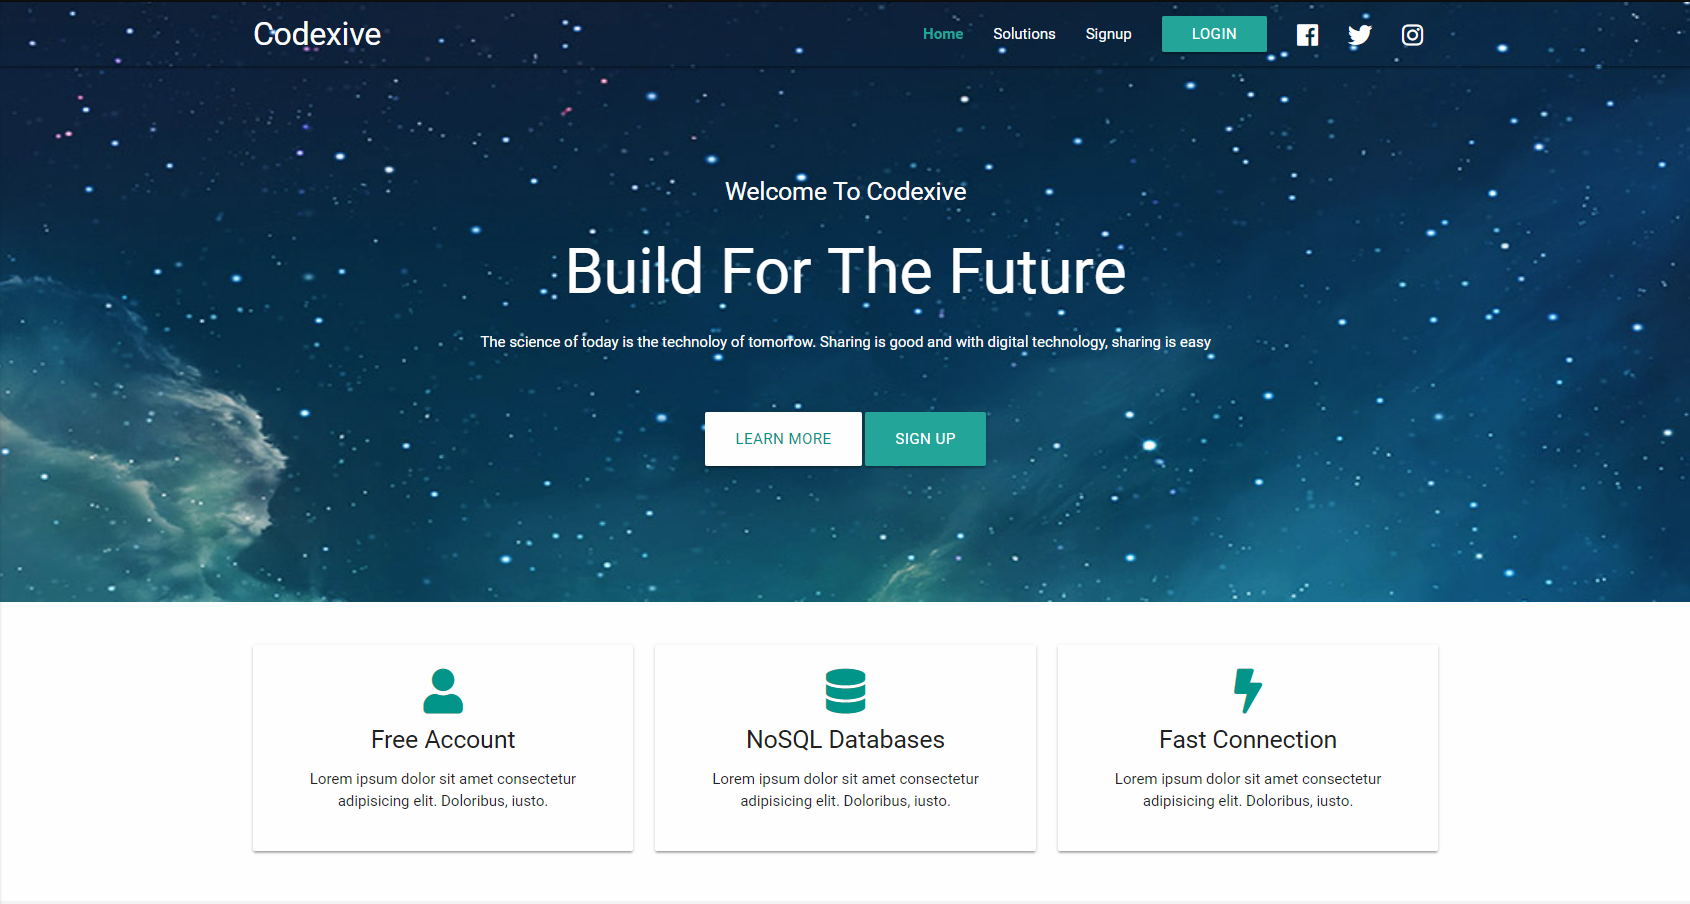 Codexive
Home Solutions Signup LOGIN
Welcome To Codexive
Build For The Future
The science of foday is the technoloy of tomorrow. Sharing is good and with digital technology, sharing is easy
LEARN MORE SIGN UP
Free Account
Lorem ipsum dolor sit amet consectetur
adipisicing elit. Doloribus, iusto.
NoSQL Databases
Lorem ipsum dolor sit amet consectetur
adipisicing elit. Doloribus, iusto.
Fast Connection
Lorem ipsum dolor sit amet consectetur
adipisicing elit. Doloribus, iusto.